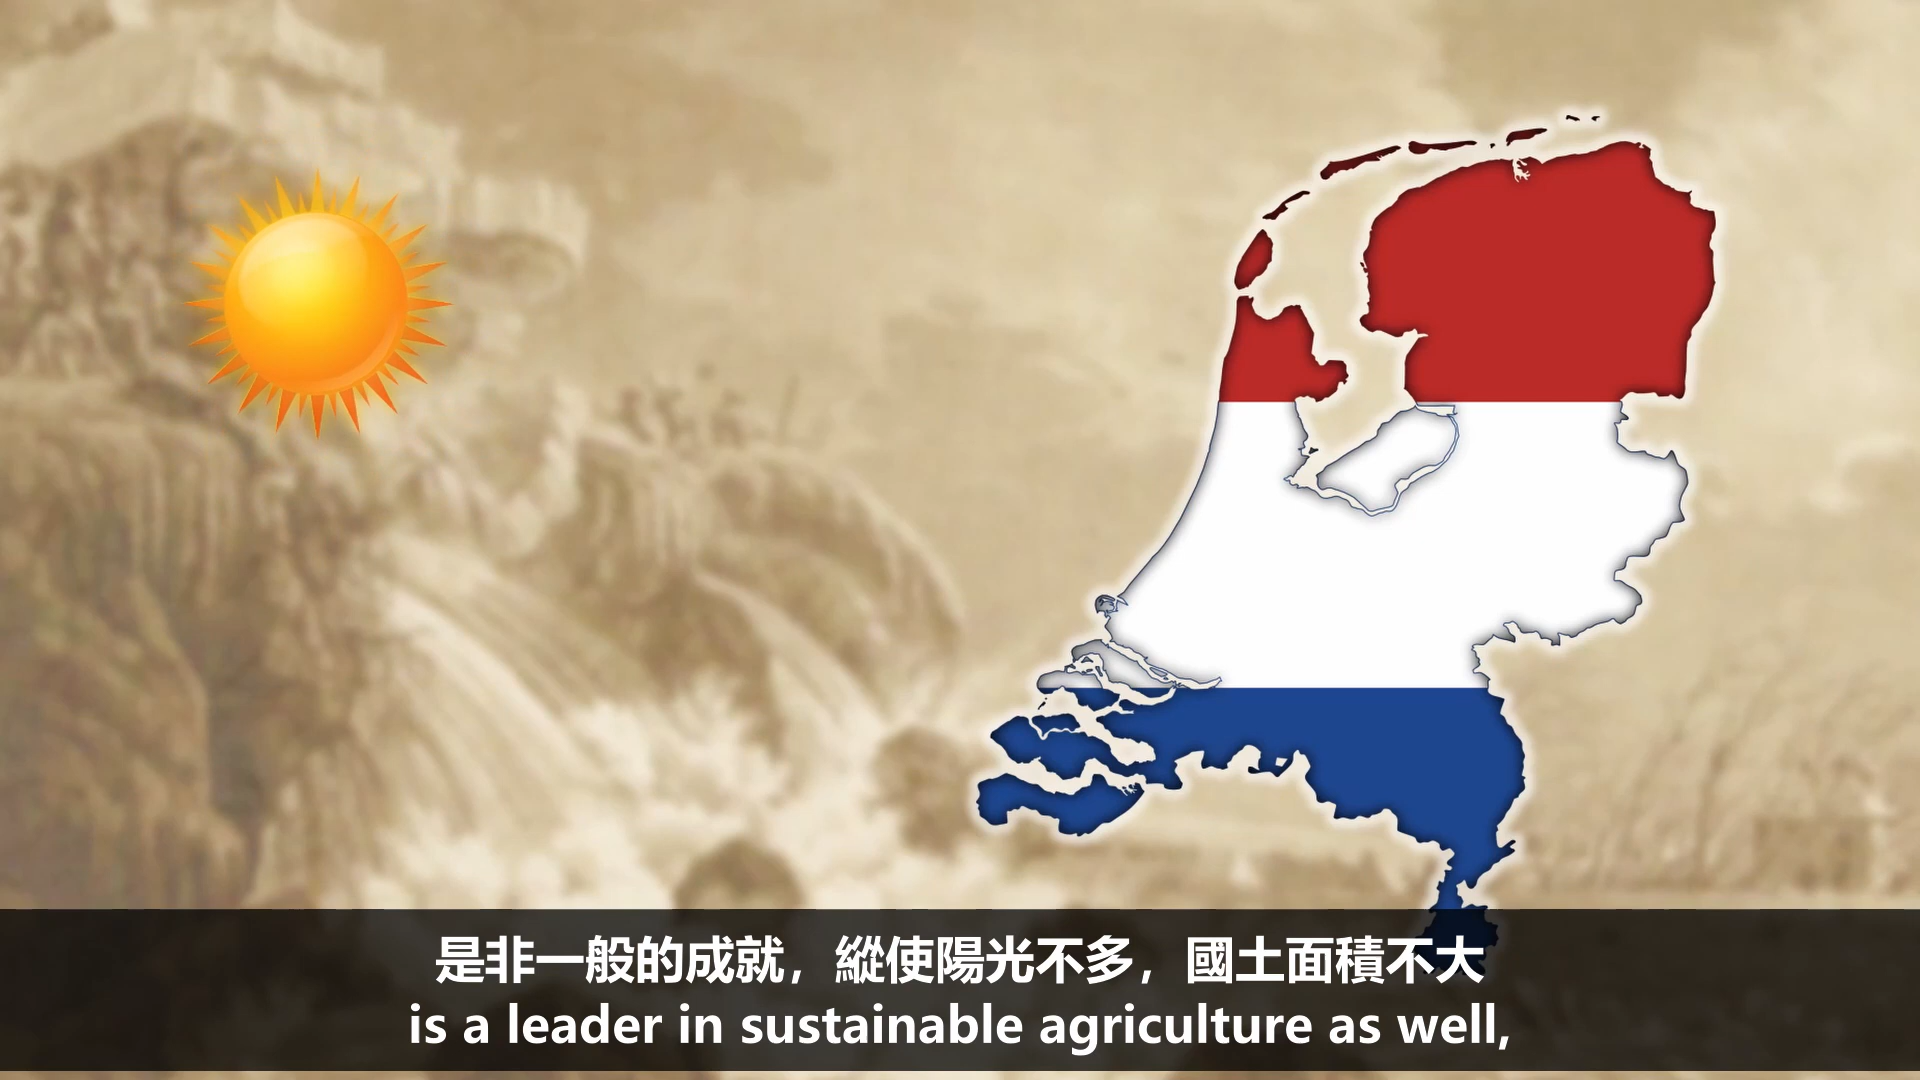 是非一般的成就，縱使陽光不多，國土面積不大
is a leader in sustainable agriculture as well,